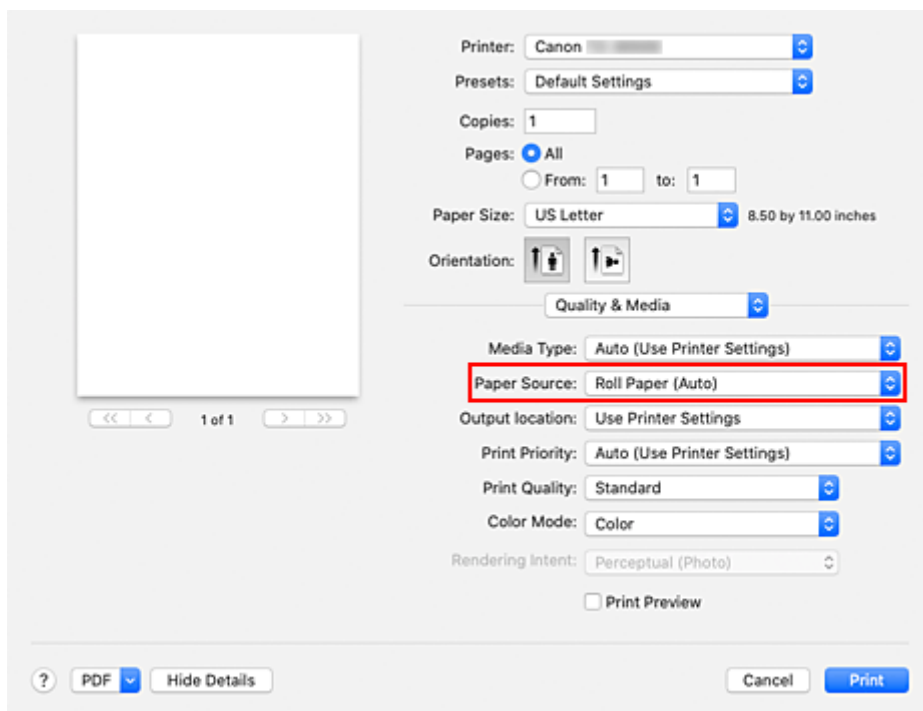 Printer: Canon
Presets: Default Settings
Copies: 1
Pages: All
From: 1 to: 1
Paper Size: US Letter 8.50 by 11.00 inches
Orientation:
Quality & Media
Media Type: Auto (Use Printer Settings)
Paper Source: Roll Paper (Auto)
<< < 1 of 1 > >>
Output location: Use Printer Settings
Print Priority: Auto (Use Printer Settings)
Print Quality: Standard
Color Mode: Color
Rendering Intent: Perceptual (Photo)
Print Preview
? PDF Hide Details Cancel Print